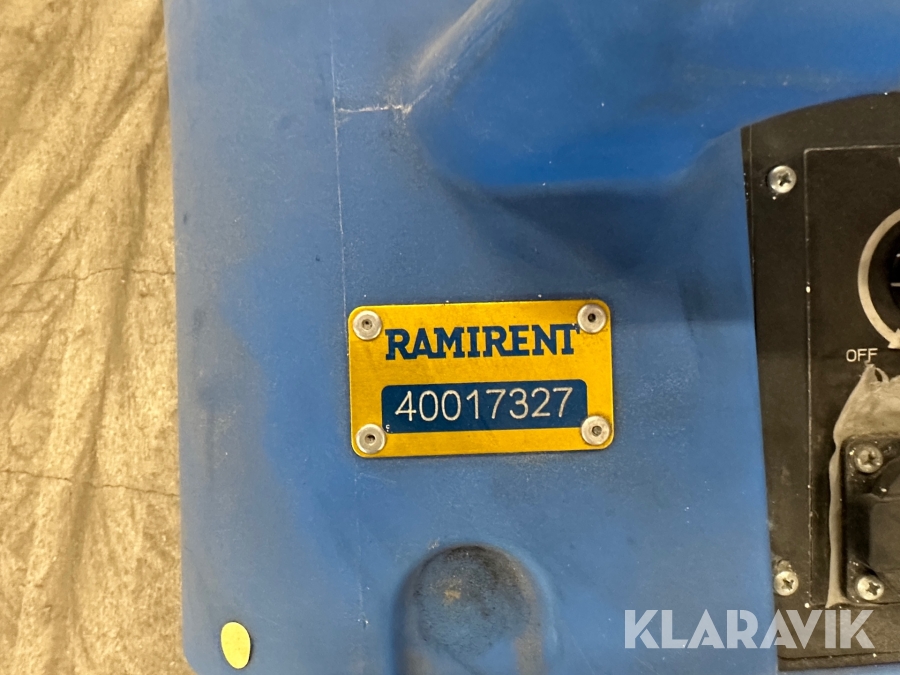 RAMIRENT
40017327
OFF
KLARAVIK